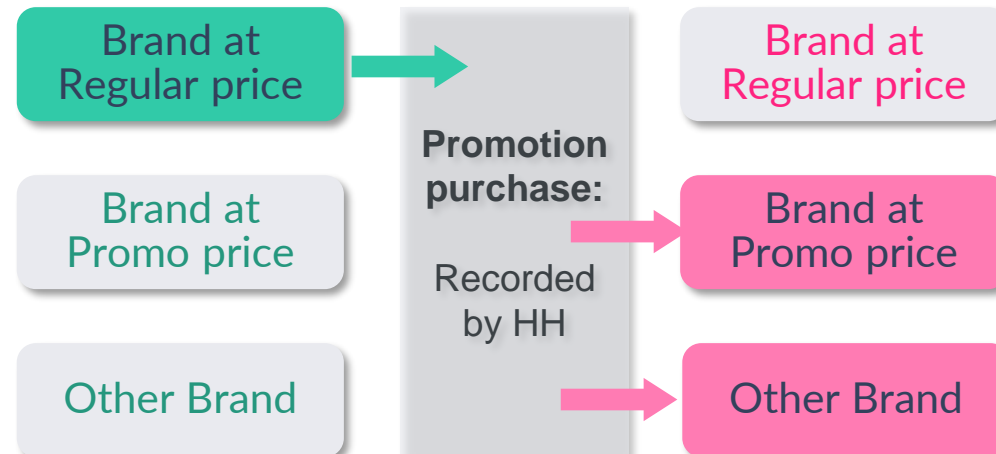 Brand at
Regular price
Brand at
Promo price
Other Brand
Promotion
purchase:
Recorded
by HH
Brand at
Regular price
Brand at
Promo price
Other Brand